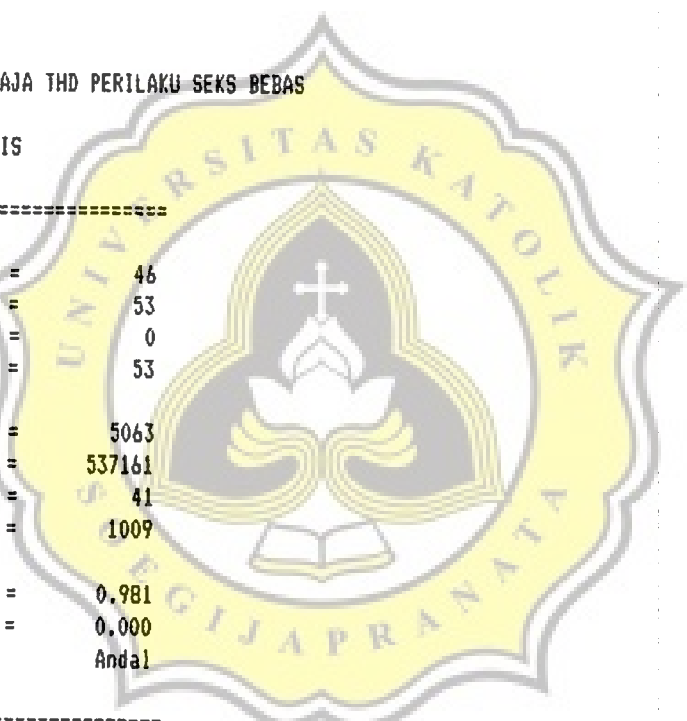 AJA THD PERILAKU SEKS BEBAS
IS
==============
= 46
= 53
= 0
= 53
= 5063
= 537161
= 41
= 1009
= 0.981
= 0.000
Andal
================
UNIVERSITAS KATOLIK
SOEGIJAPRANATA